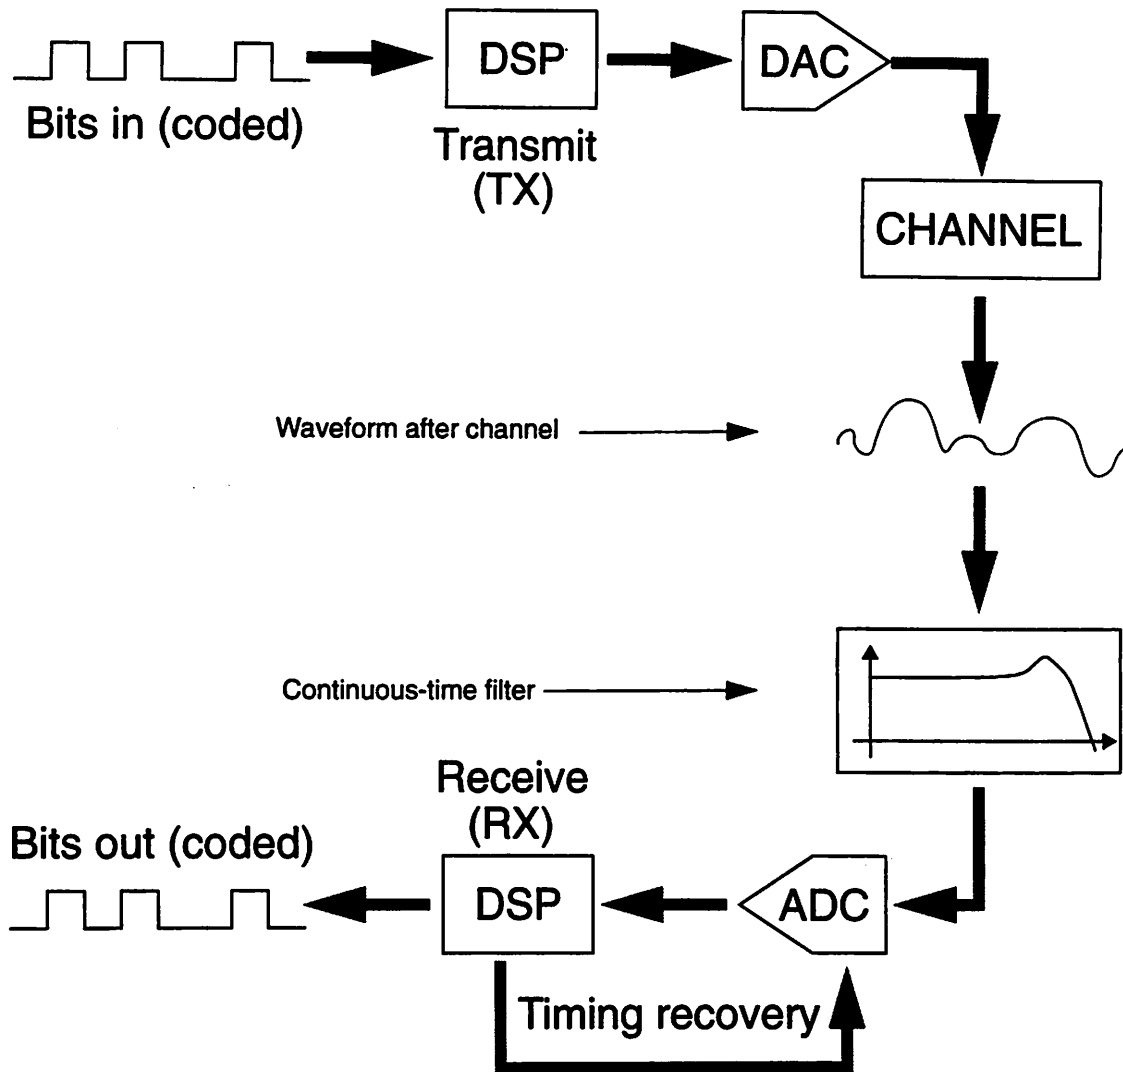 DSP
DAC
Bits in (coded)
Transmit
(TX)
CHANNEL
Waveform after channel
Continuous-time filter
Receive
(RX)
Bits out (coded)
DSP
ADC
Timing recovery